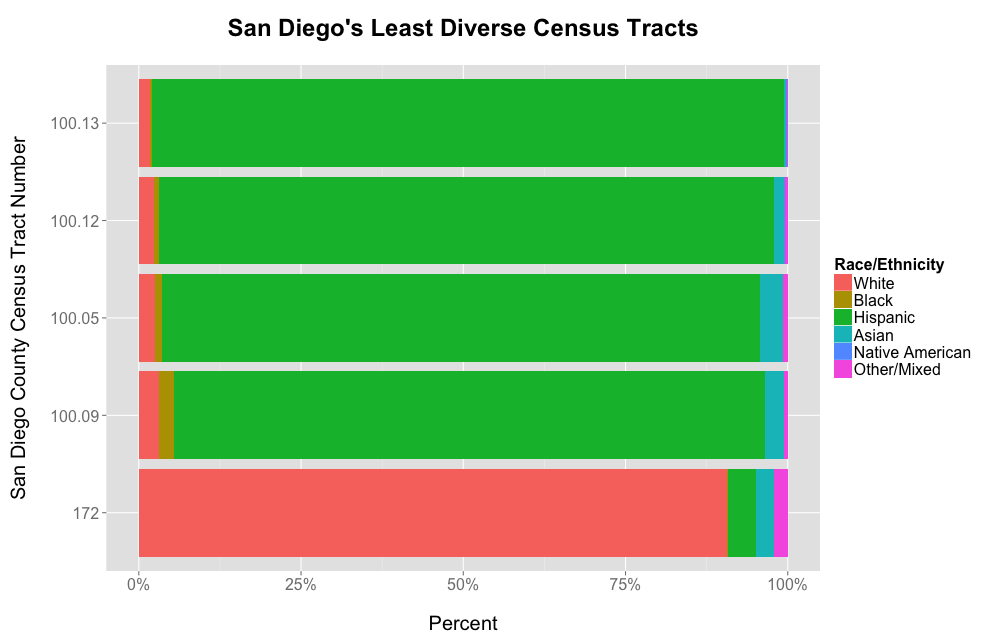 San Diego's Least Diverse Census Tracts
San Diego County Census Tract Number
100.13
100.12
100.05
100.09
172
0%
25%
50%
75%
100%
Percent
Race/Ethnicity
White
Black
Hispanic
Asian
Native American
Other/Mixed